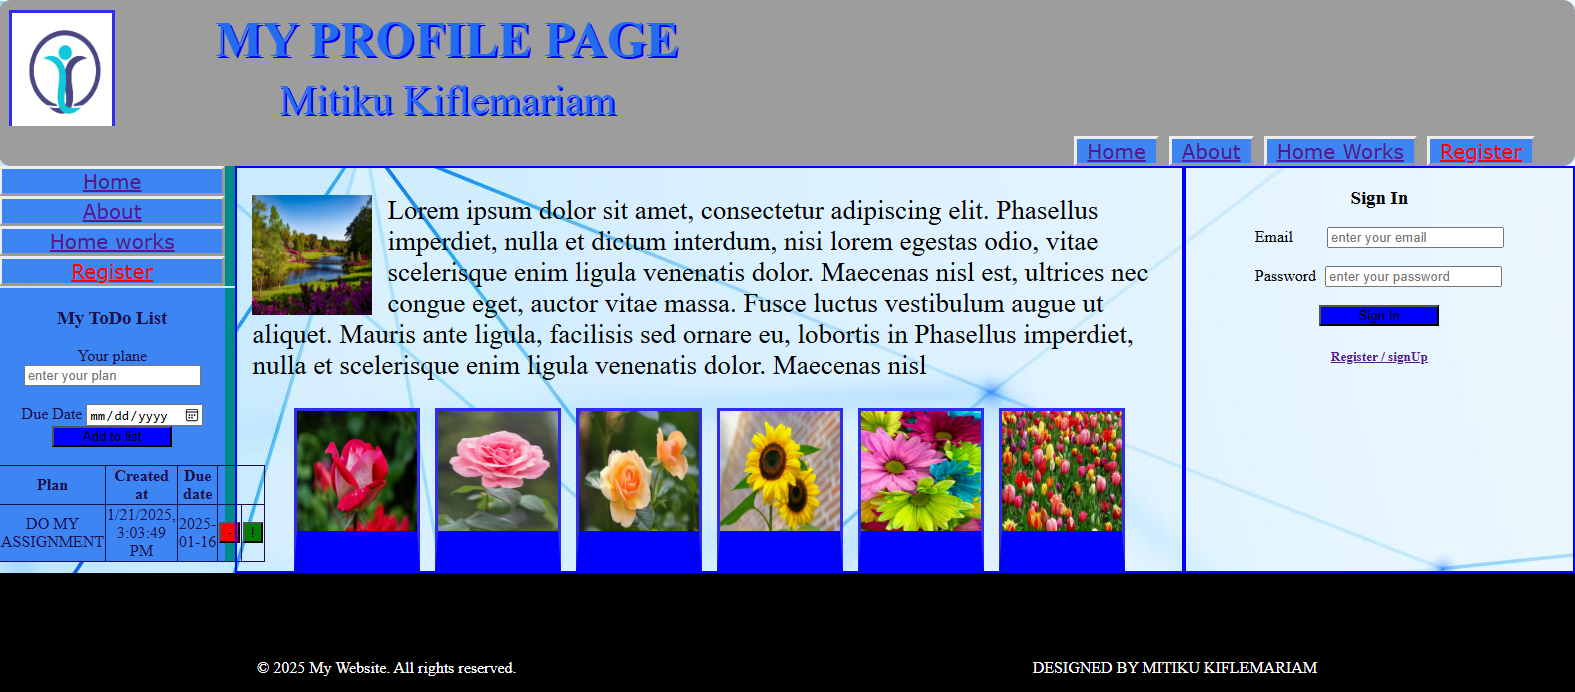 MY PROFILE PAGE
Mitiku Kiflemariam
Home
About
Home Works
Register
Home
About
Home works
Register
My ToDo List
Your plane
enter your plan
Due Date mm/dd/yyyy
Add to list
Plan
Created at
Due date
DO MY ASSIGNMENT
1/21/2025, 3:03:49 PM
2025-01-16
-
!
Lorem ipsum dolor sit amet, consectetur adipiscing elit. Phasellus
imperdiet, nulla et dictum interdum, nisi lorem egestas odio, vitae
scelerisque enim ligula venenatis dolor. Maecenas nisl est, ultrices nec
congue eget, auctor vitae massa. Fusce luctus vestibulum augue ut
aliquet. Mauris ante ligula, facilisis sed ornare eu, lobortis in Phasellus imperdiet,
nulla et scelerisque enim ligula venenatis dolor. Maecenas nisl
Sign In
Email enter your email
Password enter your password
Sign In
Register / signUp
© 2025 My Website. All rights reserved.
DESIGNED BY MITIKU KIFLEMARIAM